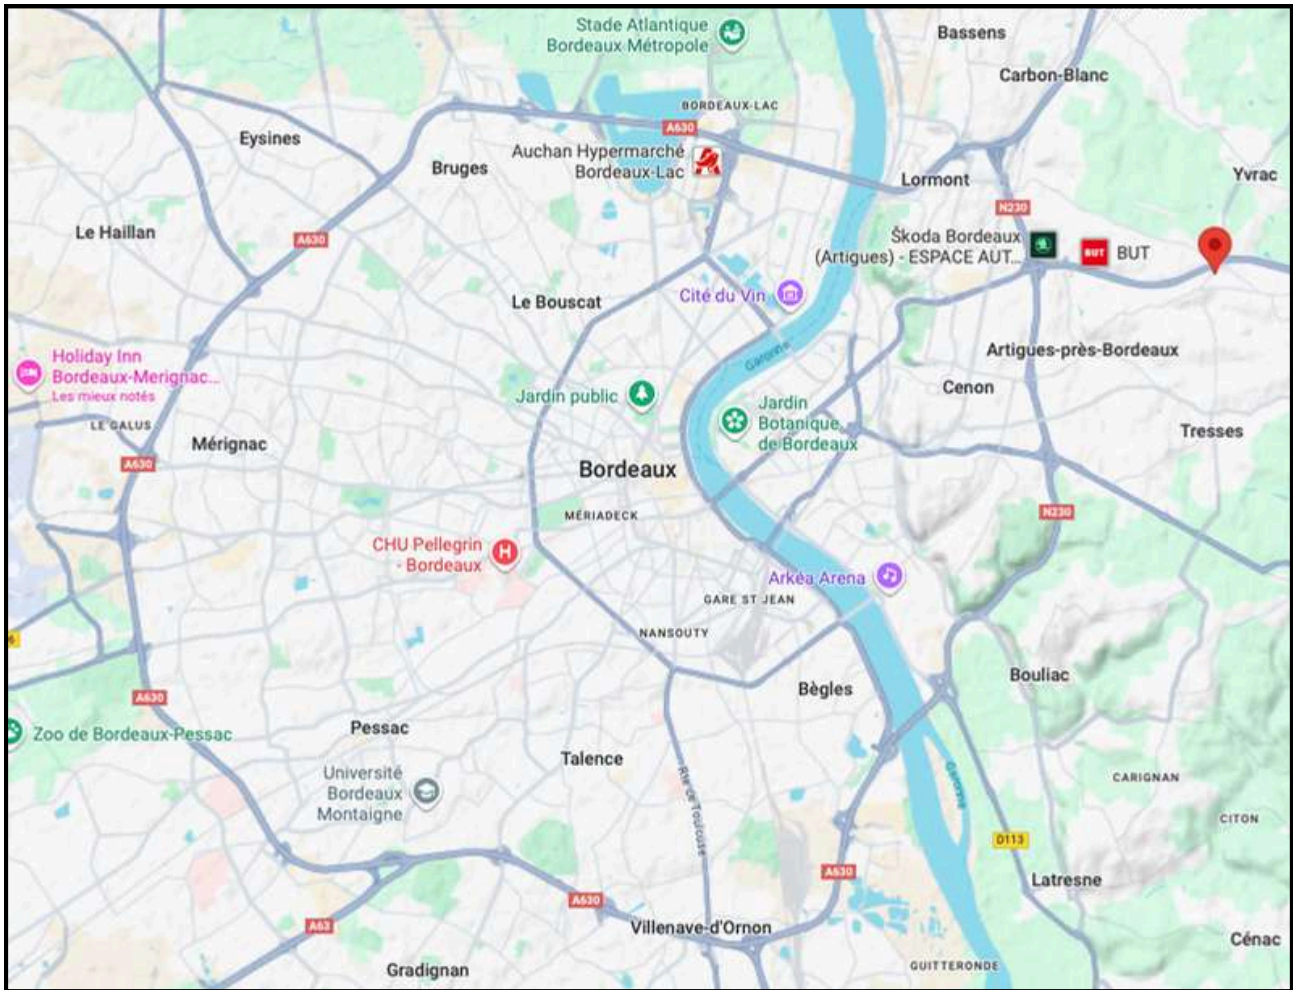 Stade Atlantique
Bordeaux Métropole
Bassens
Carbon-Blanc
BORDEAUX-LAC
A630
Eysines
Auchan Hypermarché
Bordeaux-Lac
Bruges
Lormont
Yvrac
N230
Le Haillan
A630
Škoda Bordeaux
(Artigues) - ESPACE AUT...
BUT
BUT
Le Bouscat
Cité du Vin
Garonne
Artigues-près-Bordeaux
Holiday Inn
Bordeaux-Merignac...
Les mieux notés
Cenon
Jardin public
Jardin
Botanique
de Bordeaux
LE GALUS
Mérignac
Tresses
A630
Bordeaux
MÉRIADECK
N230
CHU Pellegrin
- Bordeaux
H
Arkéa Arena
GARE ST JEAN
NANSOUTY
6
Bouliac
Bègles
A630
Zoo de Bordeaux-Pessac
Pessac
Talence
Université
Bordeaux
Montaigne
Rte de Toulouse
Garonne
CARIGNAN
CITON
D113
A630
Latresne
A630
A63
Villenave-d'Ornon
Cénac
Gradignan
GUITTERONDE